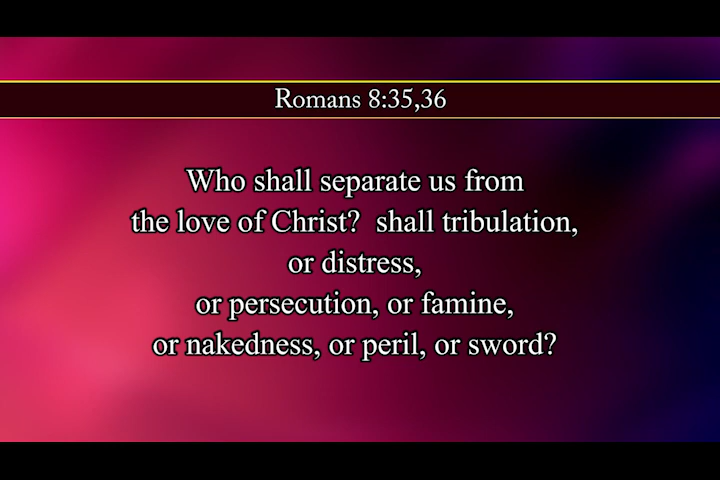 Romans 8:35,36
Who shall separate us from
the love of Christ?  shall tribulation,
or distress,
or persecution, or famine,
or nakedness, or peril, or sword?